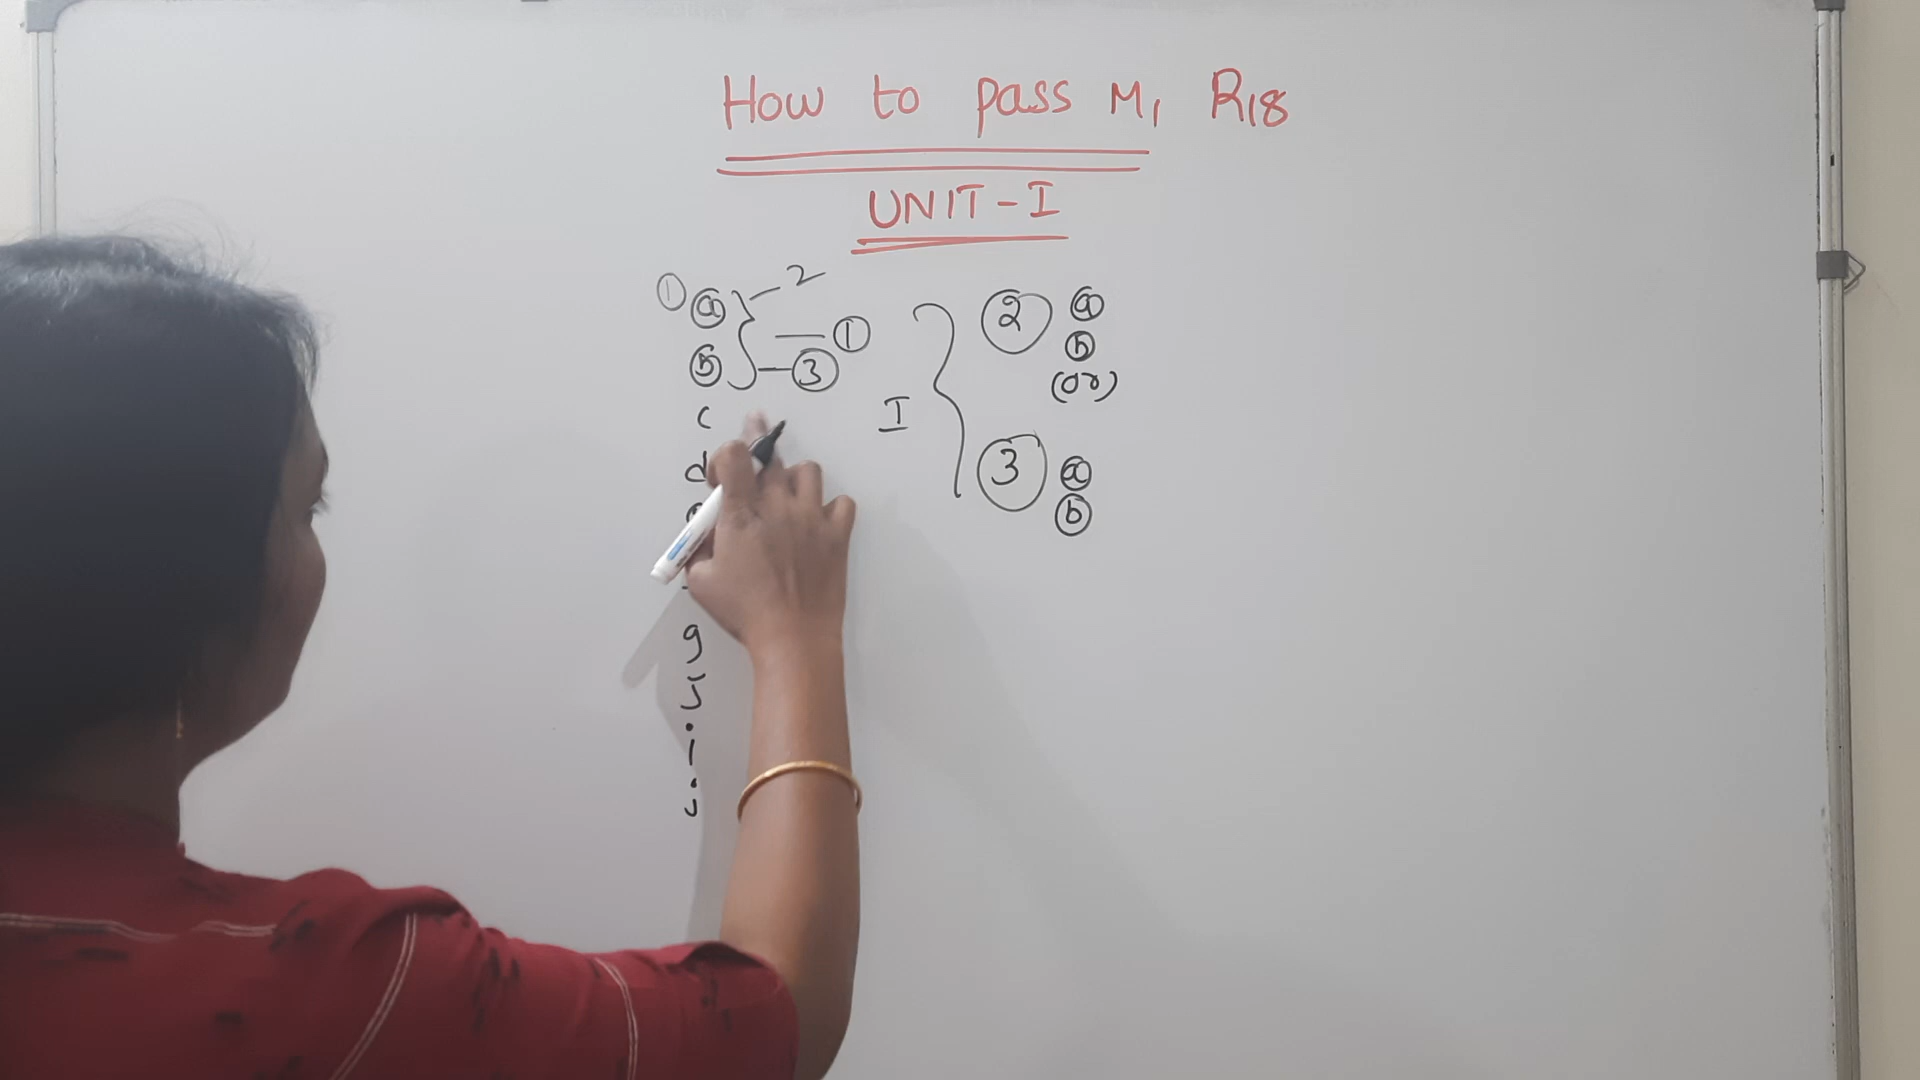 How to pass M1 R18
UNIT-I
① ⓐ - 2
— ①
ⓑ — ③
c
d
g
i
j
I
② ⓐ
ⓑ
(or)
③ ⓐ
ⓑ